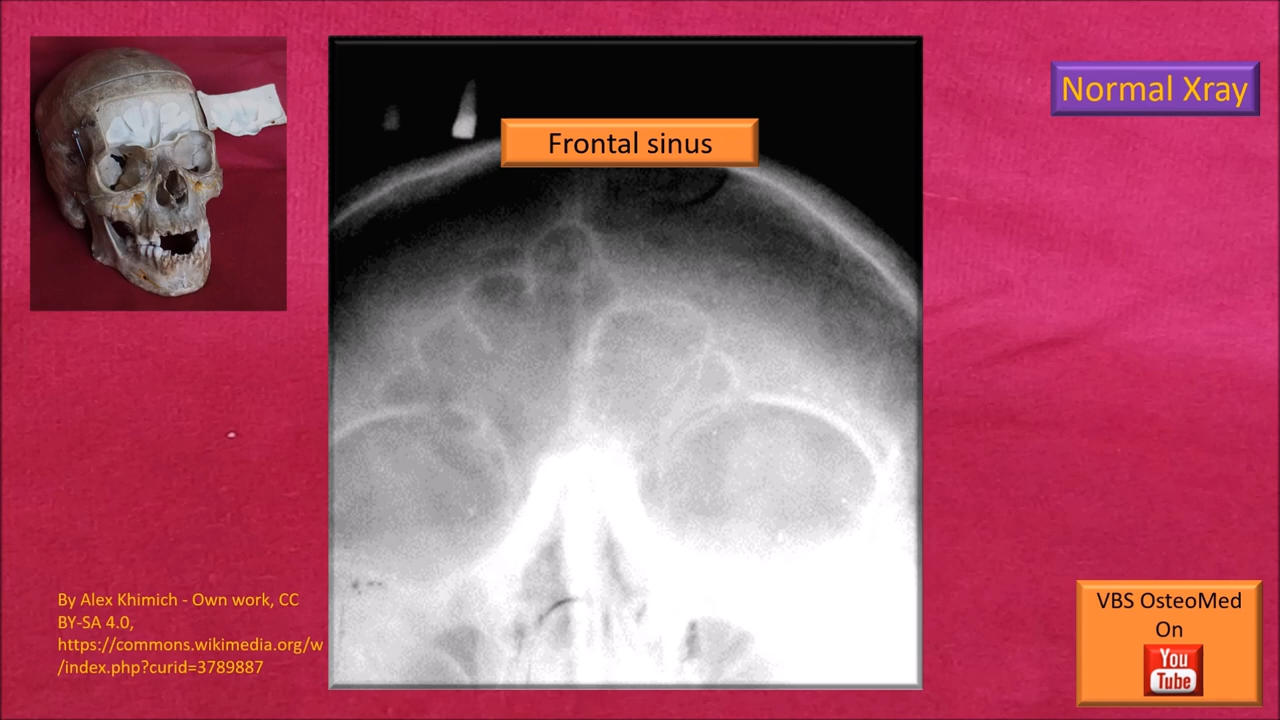 Normal Xray
Frontal sinus
By Alex Khimich - Own work, CC
BY-SA 4.0,
https://commons.wikimedia.org/w
/index.php?curid=3789887
VBS OsteoMed
On
You
Tube